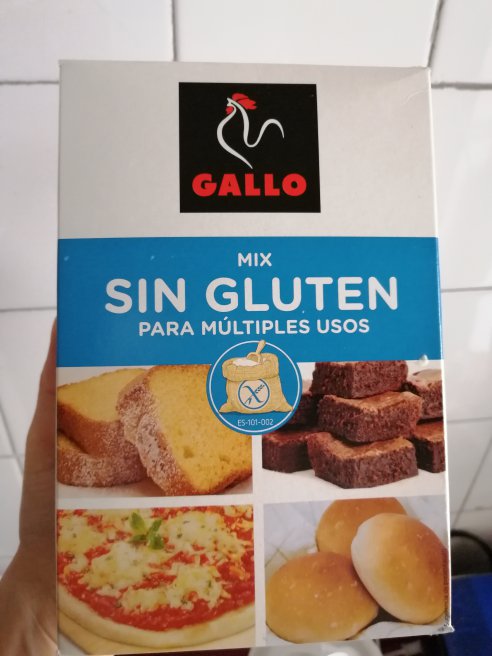 GALLO
MIX
SIN GLUTEN
PARA MÚLTIPLES USOS
ES-101-002